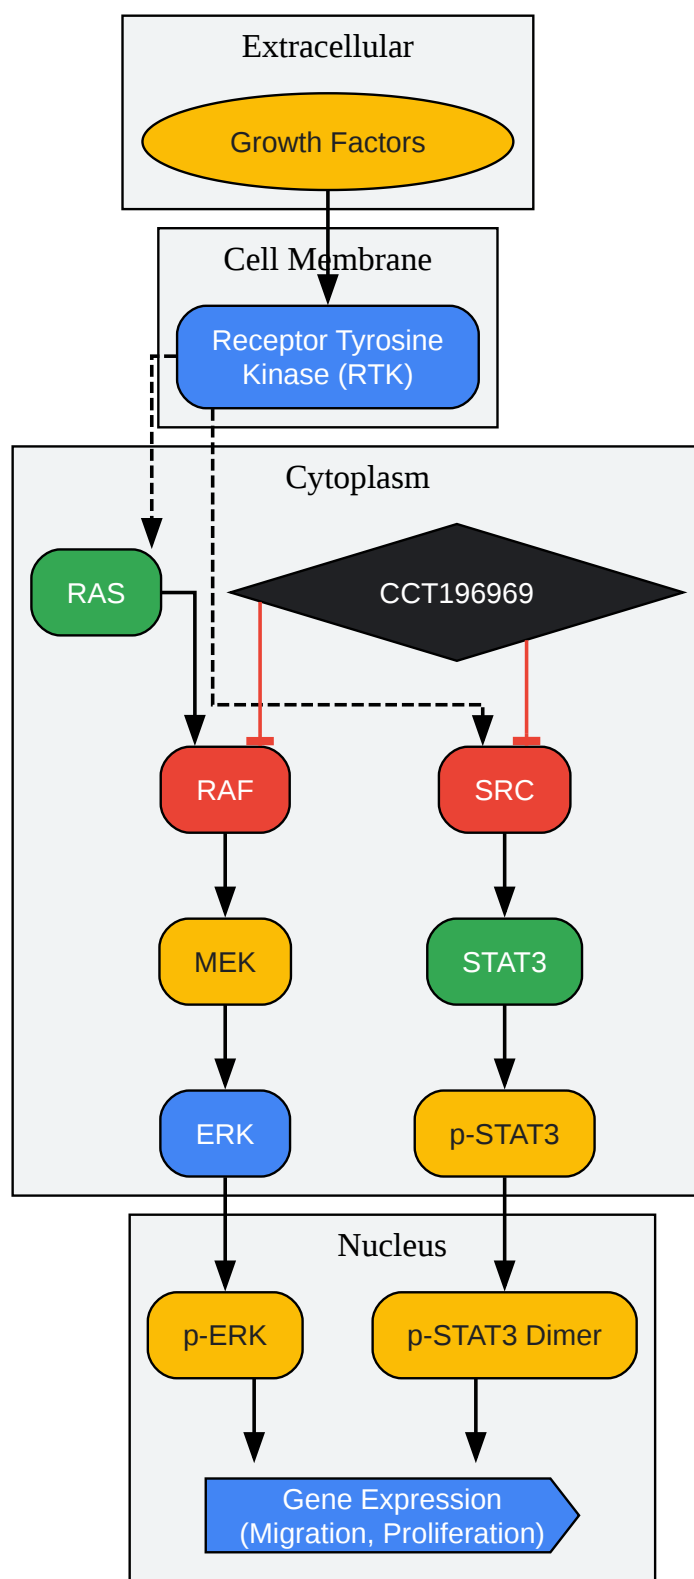 Extracellular
Growth Factors
Cell Membrane
Receptor Tyrosine
Kinase (RTK)
Cytoplasm
RAS
CCT196969
RAF
SRC
MEK
STAT3
ERK
p-STAT3
Nucleus
p-ERK
p-STAT3 Dimer
Gene Expression
(Migration, Proliferation)